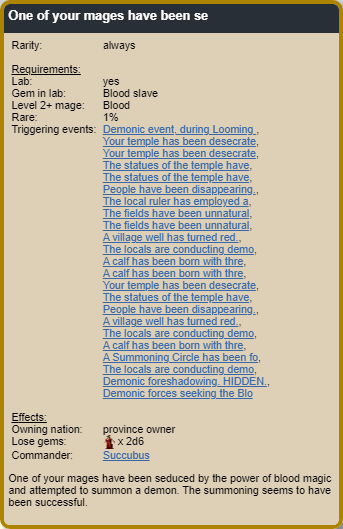 One of your mages have been se
Rarity: always
Requirements:
Lab: yes
Gem in lab: Blood slave
Level 2+ mage: Blood
Rare: 1%
Triggering events: Demonic event, during Looming ,
Your temple has been desecrate,
Your temple has been desecrate,
The statues of the temple have,
The statues of the temple have,
People have been disappearing.,
The local ruler has employed a,
The fields have been unnatural,
The fields have been unnatural,
A village well has turned red.,
The locals are conducting demo,
A calf has been born with thre,
A calf has been born with thre,
Your temple has been desecrate,
The statues of the temple have,
People have been disappearing.,
A village well has turned red.,
The locals are conducting demo,
A calf has been born with thre,
A Summoning Circle has been fo,
The locals are conducting demo,
Demonic foreshadowing. HIDDEN.,
Demonic forces seeking the Blo
Effects:
Owning nation: province owner
Lose gems: x 2d6
Commander: Succubus
One of your mages have been seduced by the power of blood magic
and attempted to summon a demon. The summoning seems to have
been successful.